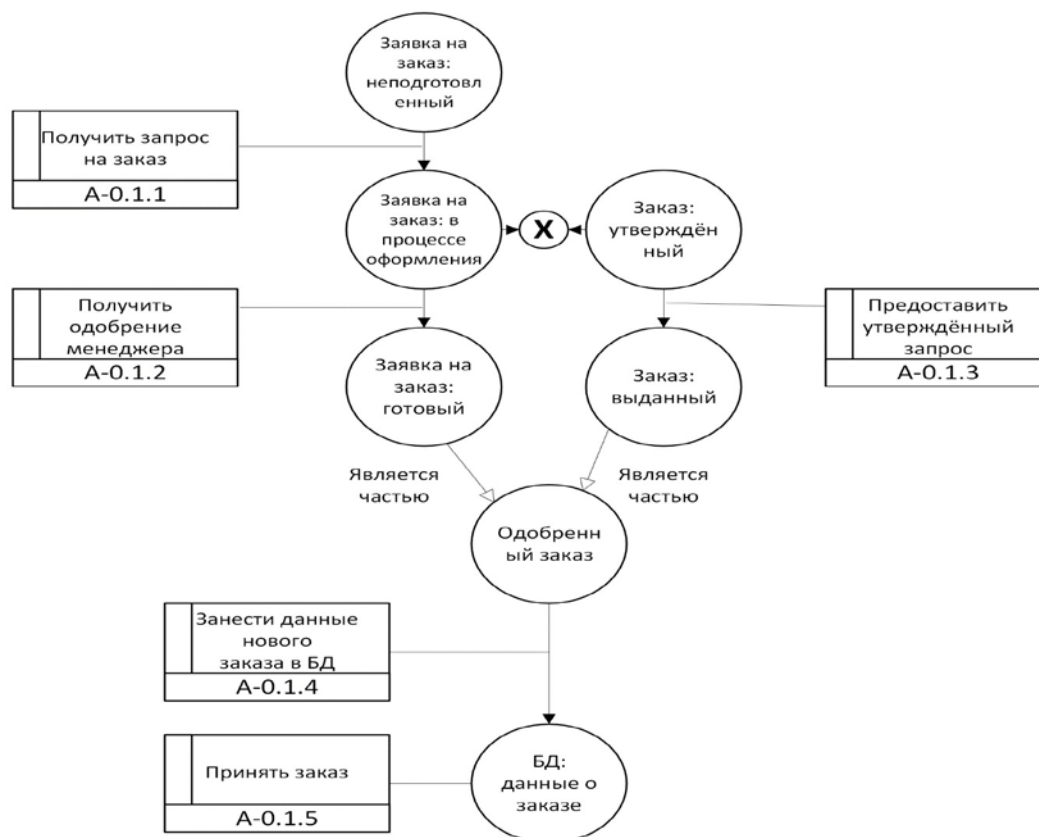 Заявка на
заказ:
неподготовл
енный
Получить запрос
на заказ
А-0.1.1
Заявка на
заказ: в
процессе
оформления
X
Заказ:
утверждён
ный
Получить
одобрение
менеджера
А-0.1.2
Предоставить
утверждённый
запрос
А-0.1.3
Заявка на
заказ:
готовый
Заказ:
выданный
Является
частью
Является
частью
Одобренн
ый заказ
Занести данные
нового
заказа в БД
А-0.1.4
Принять заказ
А-0.1.5
БД:
данные о
заказе